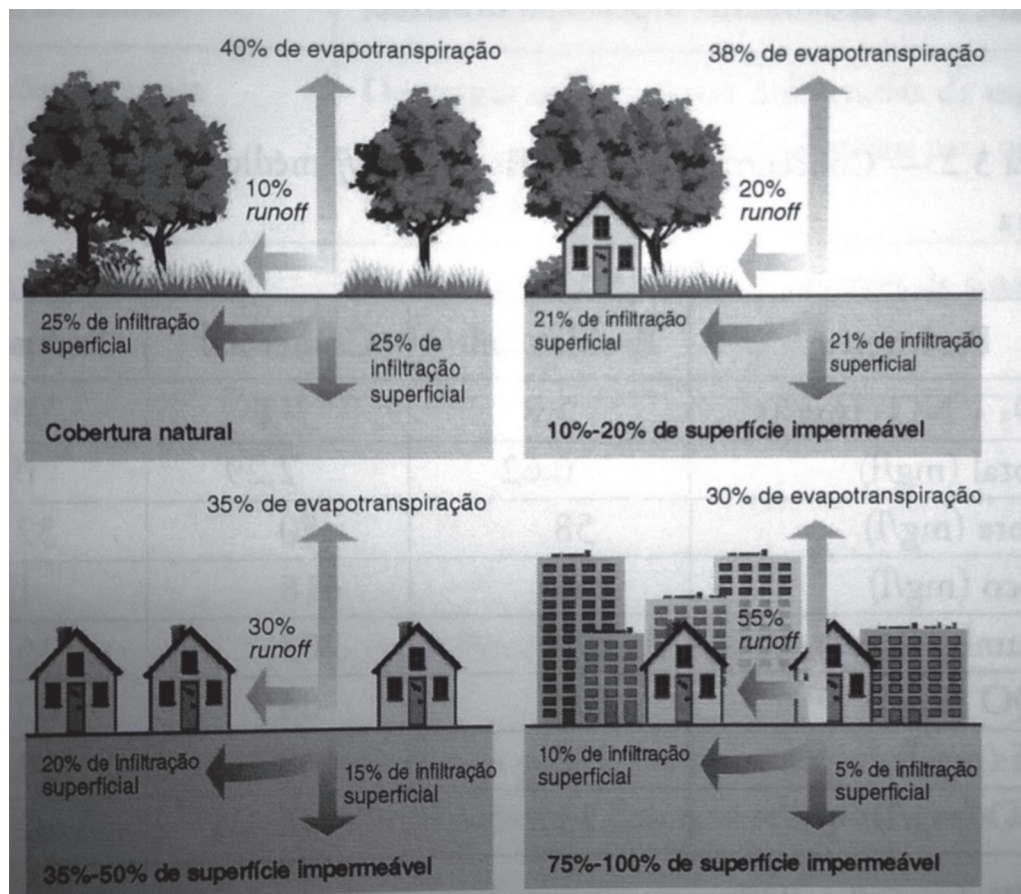 40% de evapotranspiração
10%
runoff
25% de infiltração
superficial
25% de
infiltração
superficial
Cobertura natural
38% de evapotranspiração
20%
runoff
21% de infiltração
superficial
21% de infiltração
superficial
10%-20% de superfície impermeável
35% de evapotranspiração
30%
runoff
20% de infiltração
superficial
15% de infiltração
superficial
35%-50% de superfície impermeável
30% de evapotranspiração
55%
runoff
10% de infiltração
superficial
5% de infiltração
superficial
75%-100% de superfície impermeável